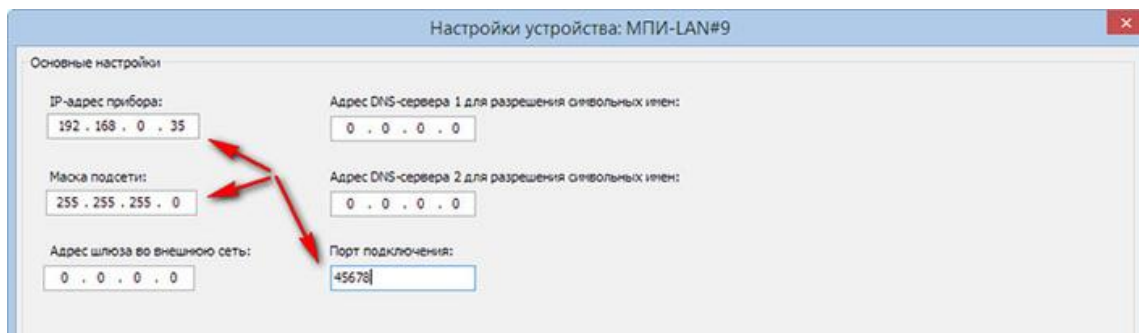 Настройки устройства: МПИ-LAN#9
Основные настройки
IP-адрес прибора:
Адрес DNS-сервера 1 для разрешения символьных имен:
192 . 168 . 0 . 35
0 . 0 . 0 . 0
Маска подсети:
Адрес DNS-сервера 2 для разрешения символьных имен:
255 . 255 . 255 . 0
0 . 0 . 0 . 0
Адрес шлюза во внешнюю сеть:
Порт подключения:
0 . 0 . 0 . 0
45678